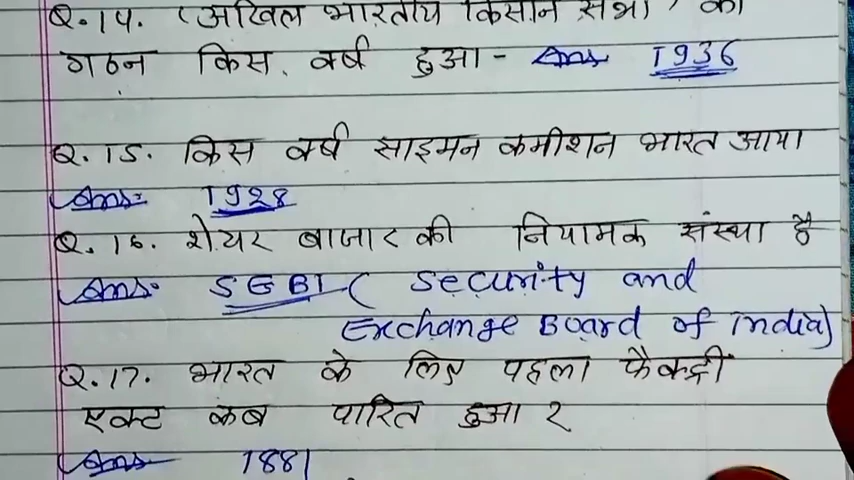 Q.14. (अखिल भारतीय किसान सभा) का
गठन किस वर्ष हुआ - Ans 1936
Q.15. किस वर्ष साइमन कमीशन भारत आया
Ans= 1928
Q.16. शेयर बाजार की नियामक संस्था है
Ans. SEBI ( Security and
Exchange Board of India)
Q.17. भारत के लिए पहला फैक्ट्री
एक्ट कब पारित हुआ ?
Ans 1881